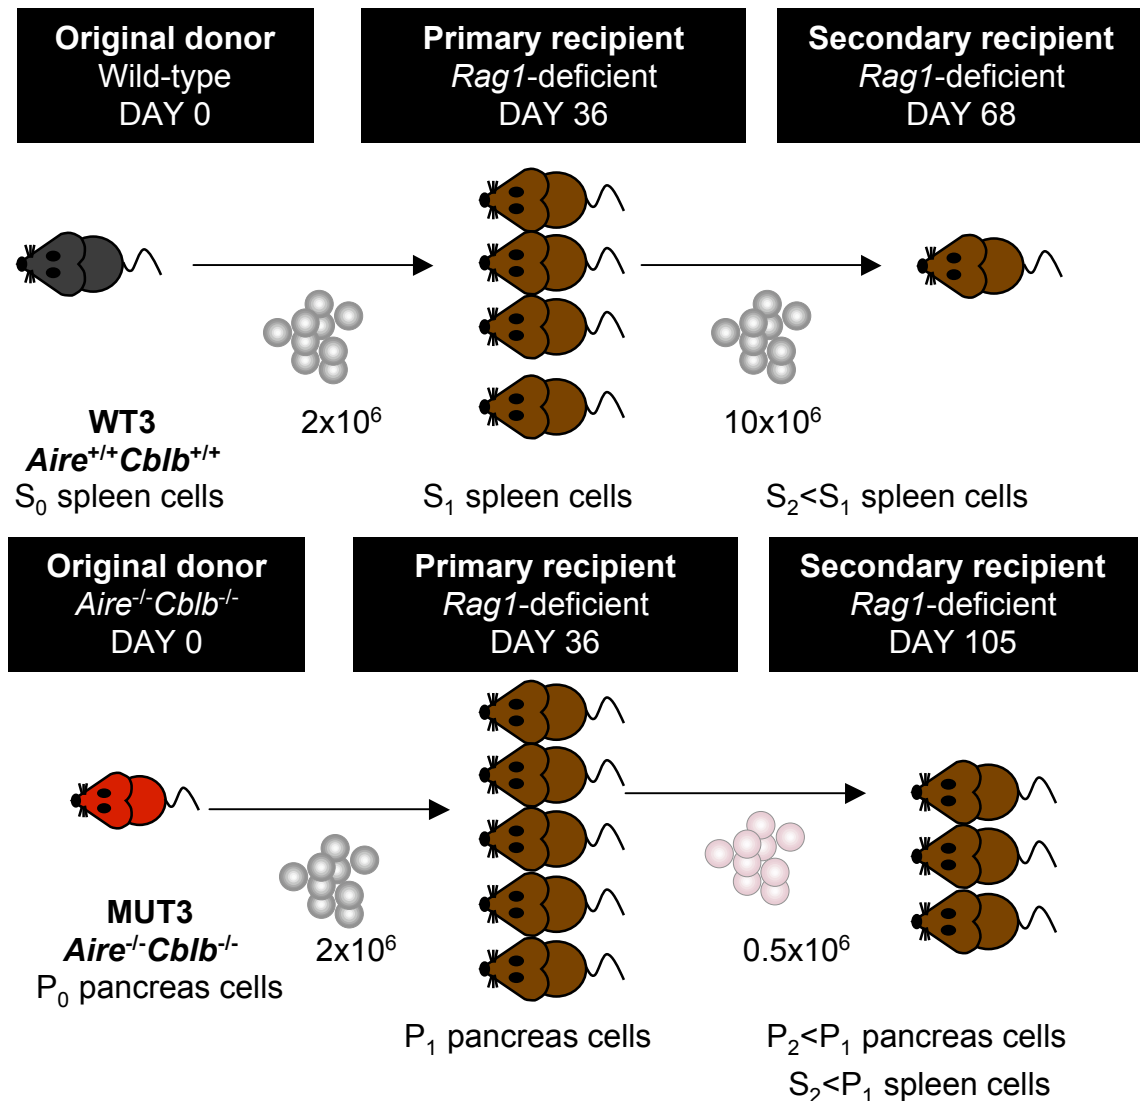 Original donor
Wild-type
DAY 0
Primary recipient
Rag1-deficient
DAY 36
Secondary recipient
Rag1-deficient
DAY 68
WT3
Aire+/+Cblb+/+
S0 spleen cells
2x10⁶
S1 spleen cells
10x10⁶
S2<S1 spleen cells
Original donor
Aire-/-Cblb-/-
DAY 0
Primary recipient
Rag1-deficient
DAY 36
Secondary recipient
Rag1-deficient
DAY 105
MUT3
Aire-/-Cblb-/-
P0 pancreas cells
2x10⁶
P1 pancreas cells
0.5x10⁶
P2<P1 pancreas cells
S2<P1 spleen cells